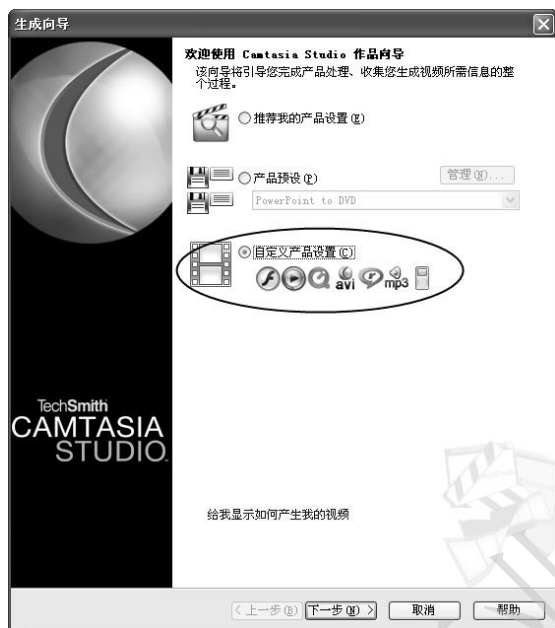 生成向导
欢迎使用 Camtasia Studio 作品向导
该向导将引导您完成产品处理、收集您生成视频所需信息的整
个过程。
推荐我的产品设置(E)
产品预设(P)
管理(M)...
PowerPoint to DVD
自定义产品设置(C)
avi
mp3
TechSmith
CAMTASIA
STUDIO.
给我显示如何产生我的视频
<上一步(B) 下一步(N)> 取消 帮助